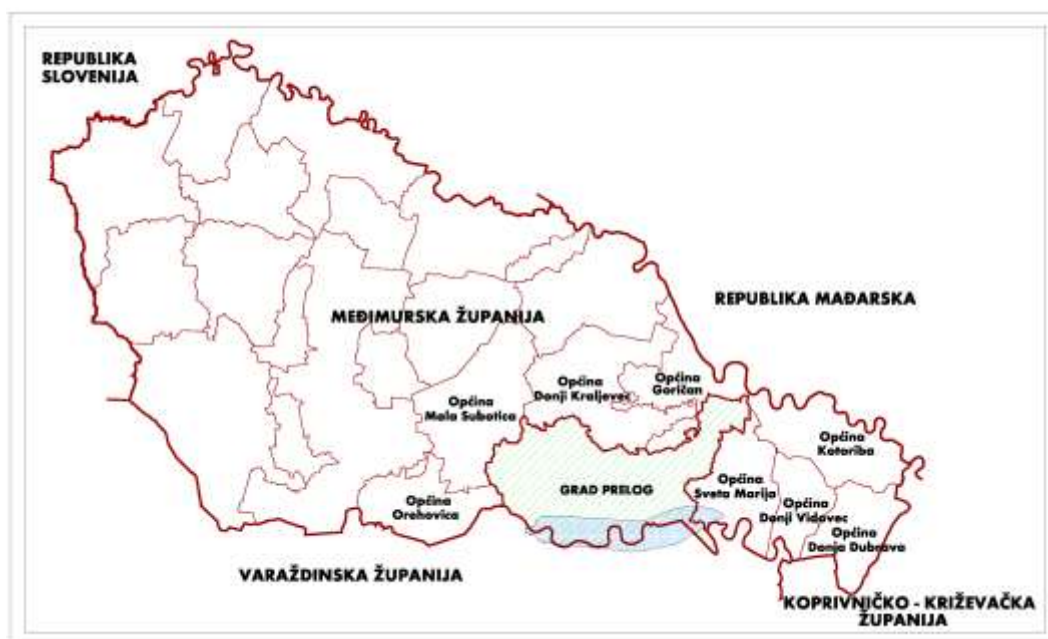 REPUBLIKA
SLOVENIJA
REPUBLIKA MAĐARSKA
MEĐIMURSKA ŽUPANIJA
Općina
Donji Kraljevec
Općina
Goričan
Općina
Mala Subotica
Općina
Kotoriba
GRAD PRELOG
Općina
Sveta Marija
Općina
Orehovica
Općina
Donji Vidovec
Općina
Donja Dubrava
VARAŽDINSKA ŽUPANIJA
KOPRIVNIČKO - KRIŽEVAČKA
ŽUPANIJA